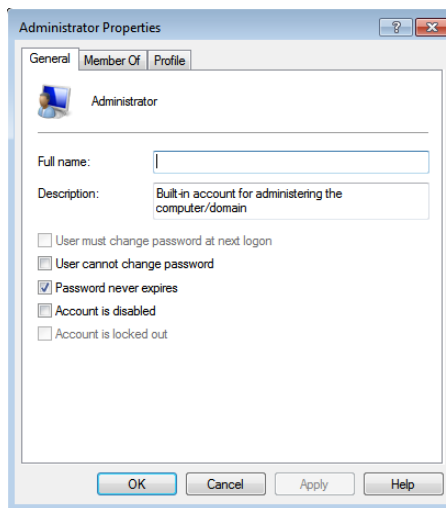 Administrator Properties
General Member Of Profile
Administrator
Full name:
Description: Built-in account for administering the
computer/domain
User must change password at next logon
User cannot change password
Password never expires
Account is disabled
Account is locked out
OK Cancel Apply Help